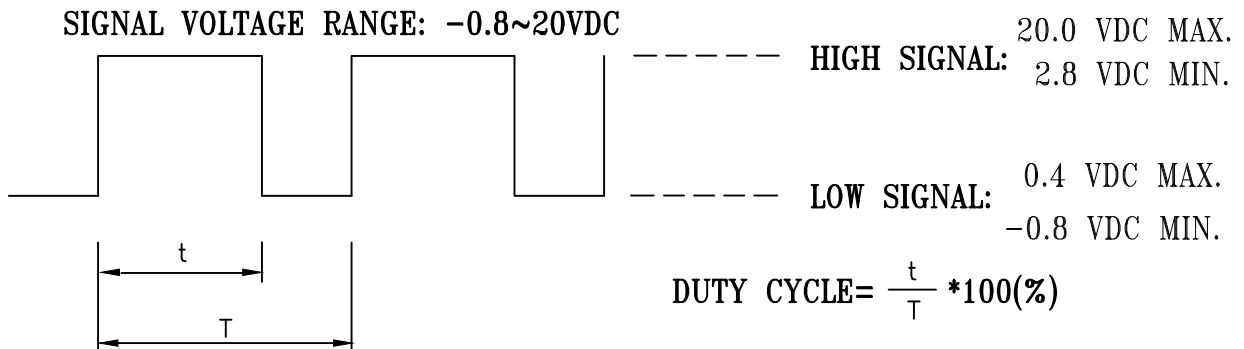 SIGNAL VOLTAGE RANGE: -0.8~20VDC
HIGH SIGNAL: 20.0 VDC MAX.
2.8 VDC MIN.
LOW SIGNAL: 0.4 VDC MAX.
-0.8 VDC MIN.
t
T
DUTY CYCLE= t/T *100(%)